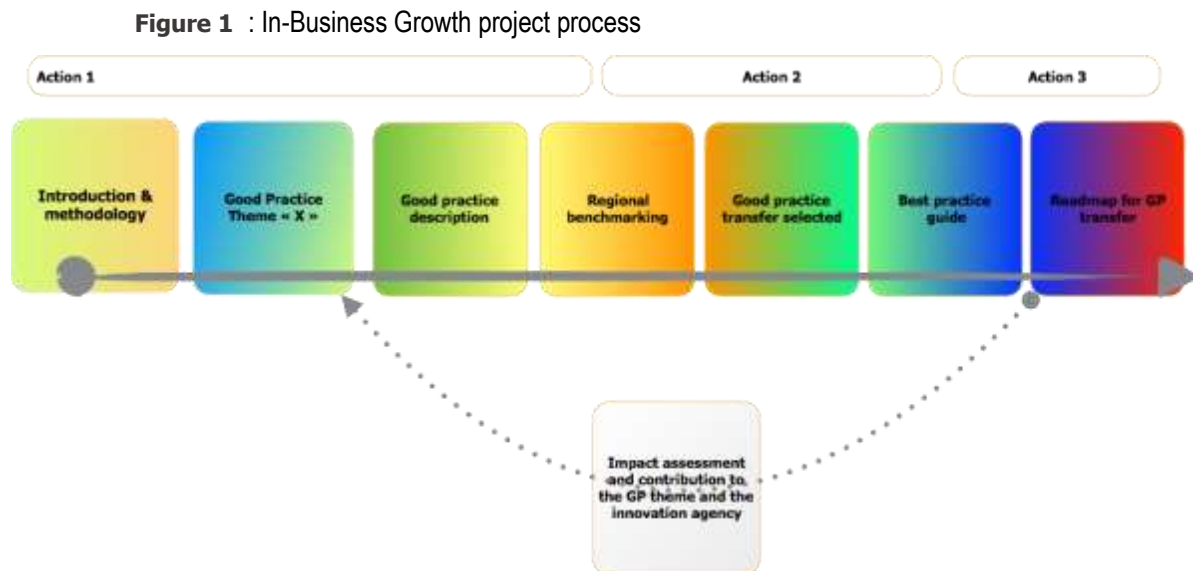 Figure 1 : In-Business Growth project process
Action 1
Action 2
Action 3
Introduction &
methodology
Good Practice
Theme « X »
Good practice
description
Regional
benchmarking
Good practice
transfer selected
Best practice
guide
Roadmap for GP
transfer
Impact assessment
and contribution to
the GP theme and the
innovation agency